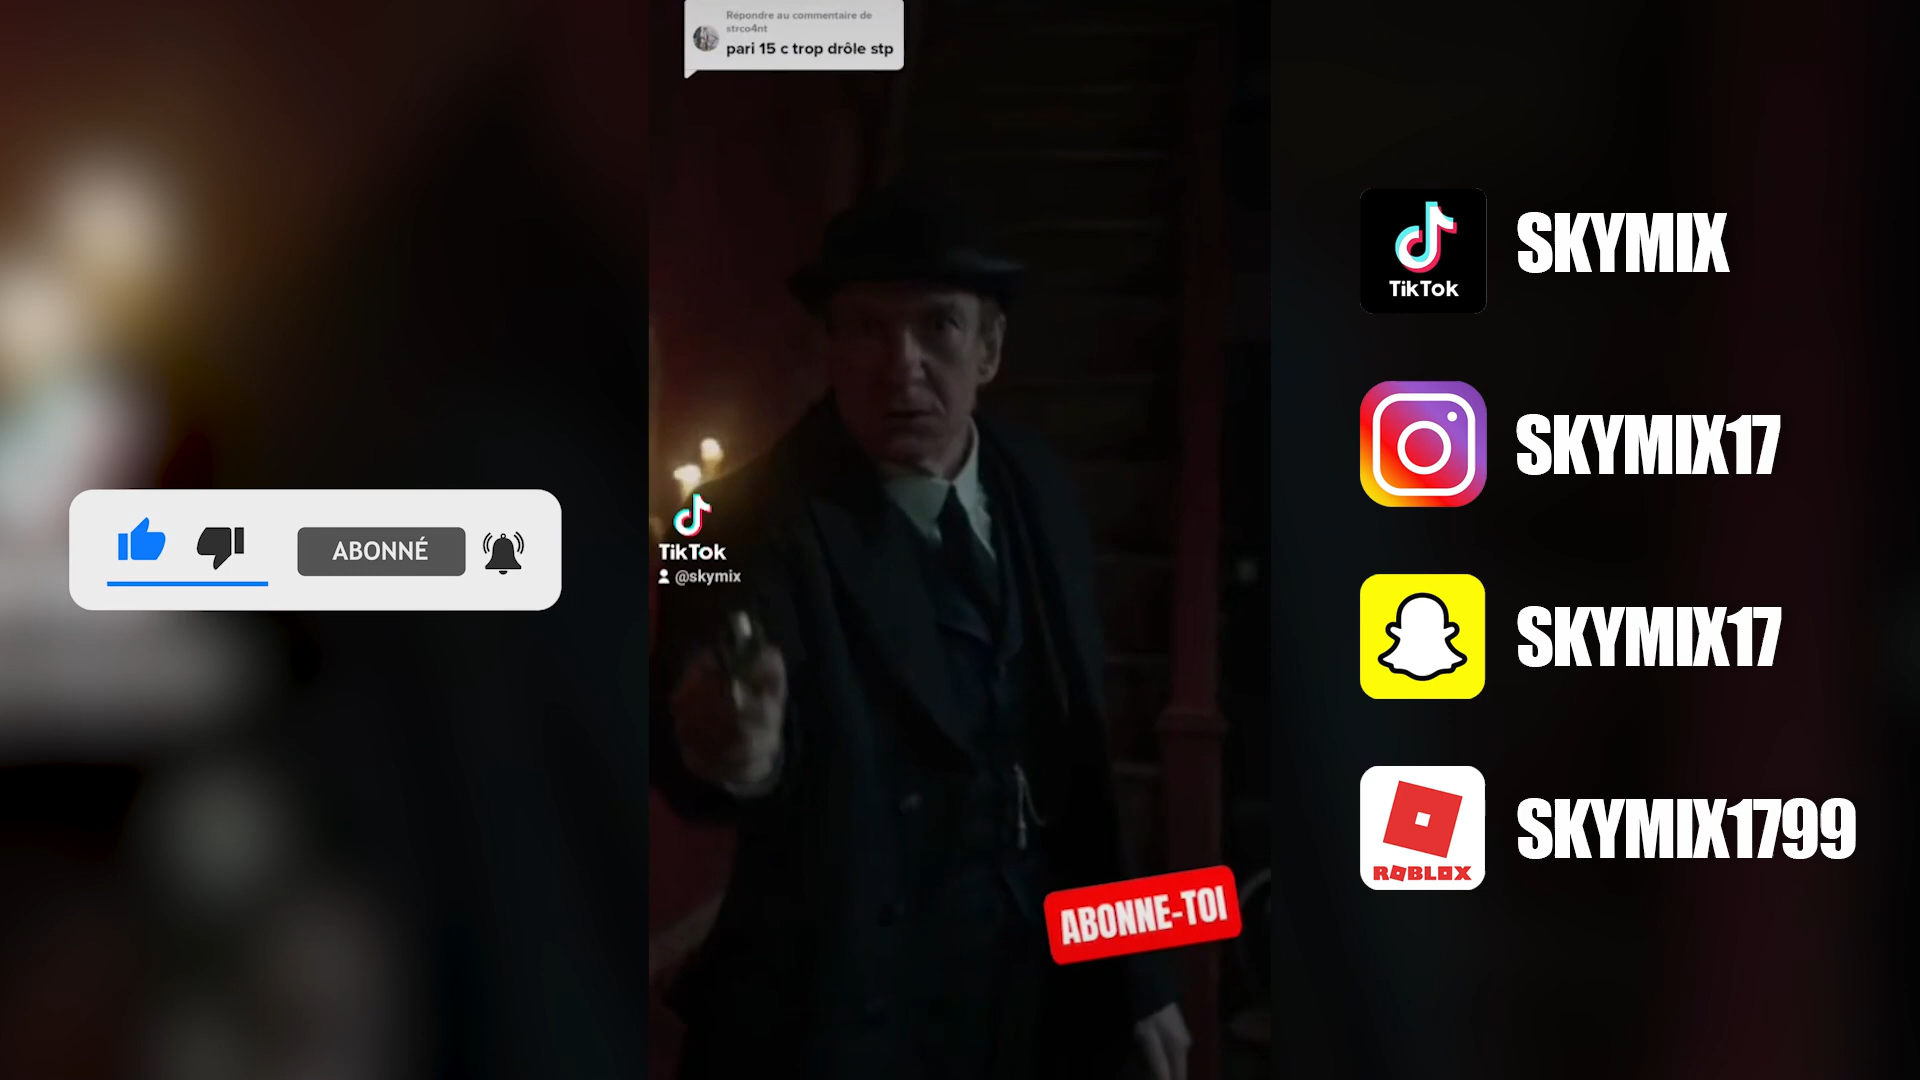 Répondre au commentaire de
strco4nt
pari 15 c trop drôle stp
TikTok
@skymix
ABONNÉ
ABONNE-TOI
TikTok
SKYMIX
SKYMIX17
SKYMIX17
ROBLOX
SKYMIX1799